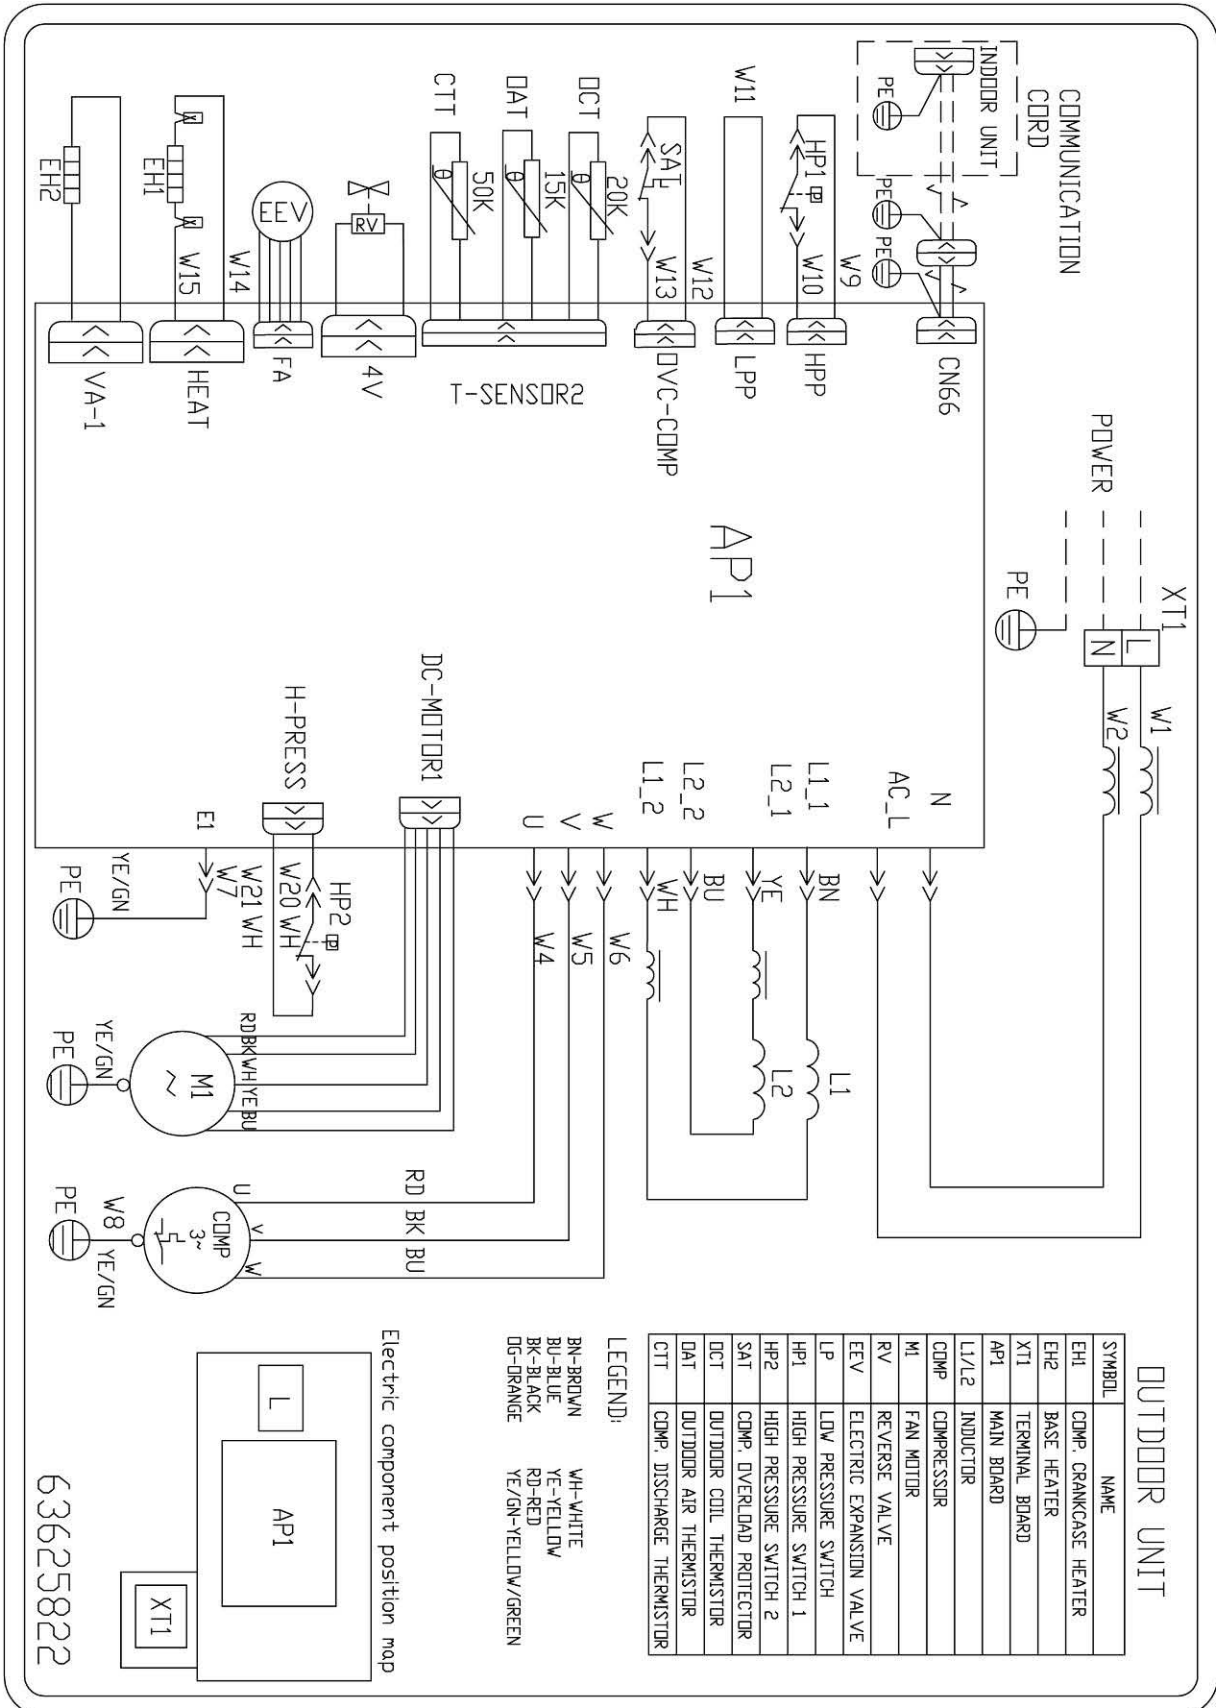 OUTDOOR UNIT
COMMUNICATION
CORD
INDOOR UNIT
PE
PE
PE
CN66
POWER
XT1
L
N
PE
W1
W2
N
AC_L
L1_1
L2_1
L2_2
L1_2
BN
YE
BU
WH
L1
L2
W9
W10
HP1
P
HPP
W11
LPP
W12
W13
SAT
OVC-COMP
OCT
20K
θ
OAT
15K
θ
CTT
50K
θ
T-SENSOR2
RV
4V
EEV
FA
W14
W15
EH1
HEAT
EH2
VA-1
AP1
W
V
U
W6
W5
W4
DC-MOTOR1
H-PRESS
HP2
P
W20 WH
W21 WH
E1
W7
YE/GN
PE
RD
BK
WH
YE
BU
M1
~
YE/GN
PE
RD
BK
BU
U
V
W
COMP
3~
W8
YE/GN
PE
SYMBOL NAME
EH1 COMP. CRANKCASE HEATER
EH2 BASE HEATER
XT1 TERMINAL BOARD
AP1 MAIN BOARD
L1/L2 INDUCTOR
COMP COMPRESSOR
M1 FAN MOTOR
RV REVERSE VALVE
EEV ELECTRIC EXPANSION VALVE
LP LOW PRESSURE SWITCH
HP1 HIGH PRESSURE SWITCH 1
HP2 HIGH PRESSURE SWITCH 2
SAT COMP. OVERLOAD PROTECTOR
OCT OUTDOOR COIL THERMISTOR
OAT OUTDOOR AIR THERMISTOR
CTT COMP. DISCHARGE THERMISTOR
LEGEND:
BN-BROWN WH-WHITE
BU-BLUE YE-YELLOW
BK-BLACK RD-RED
OG-ORANGE YE/GN-YELLOW/GREEN
Electric component position map
L
AP1
XT1
63625822